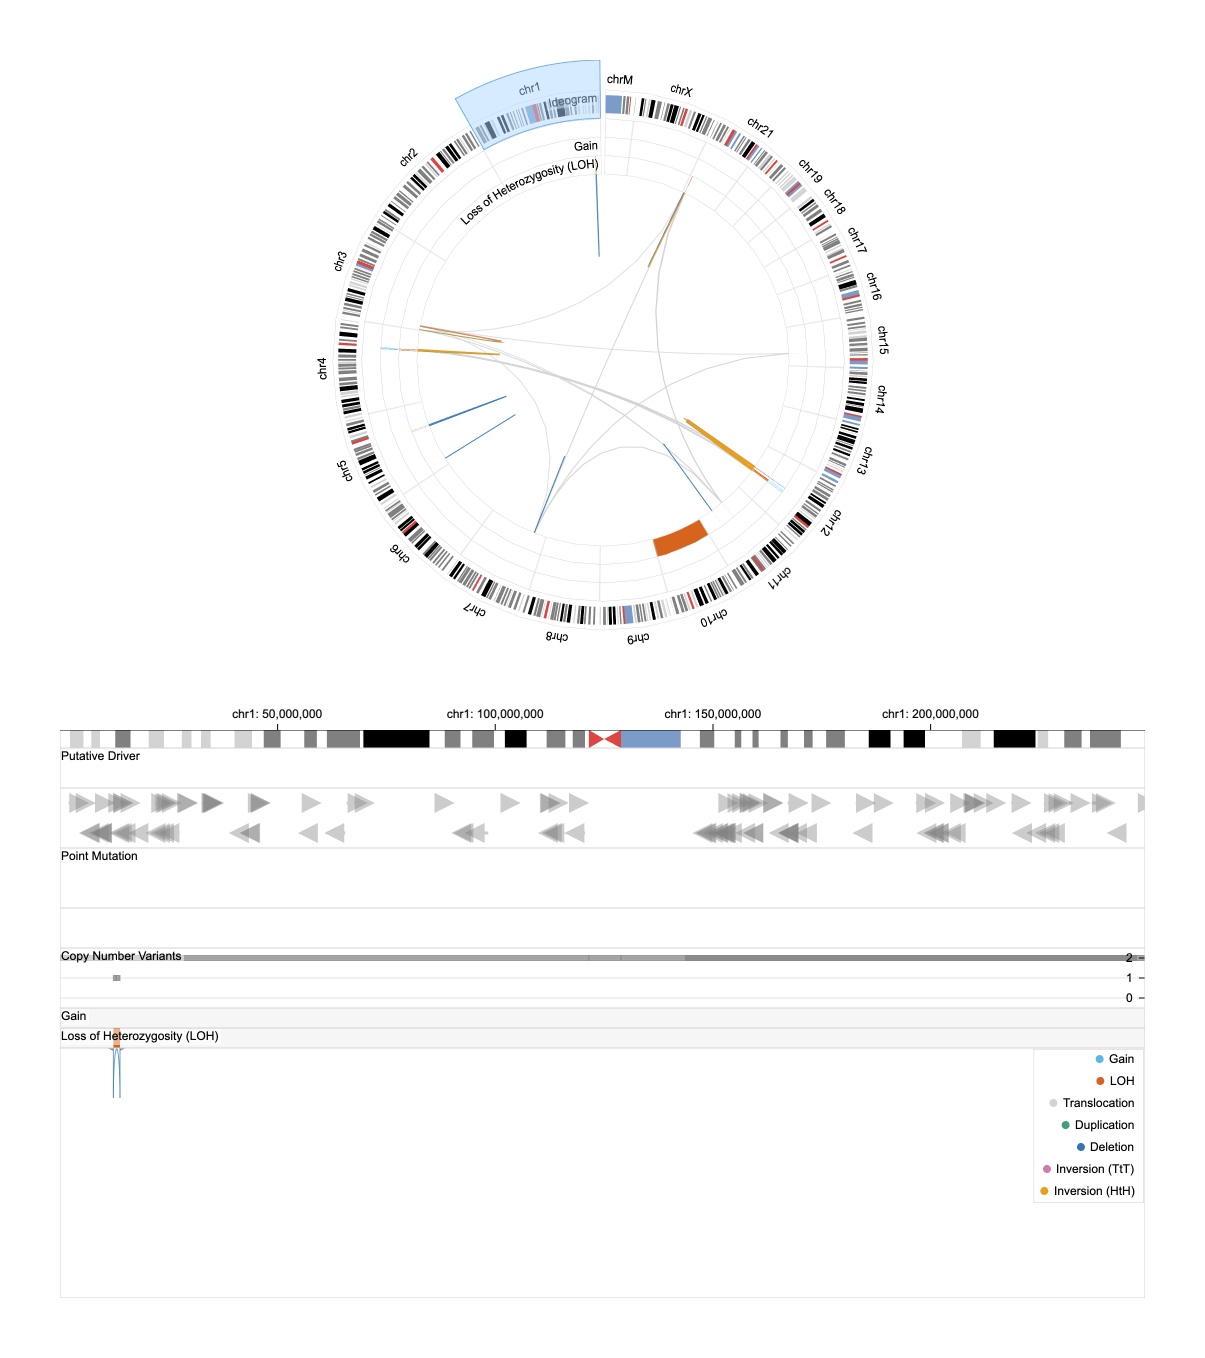 chrM
chrX
chr21
chr19
chr18
chr17
chr16
chr15
chr14
chr13
chr12
chr11
chr10
chr9
chr8
chr7
chr6
chr5
chr4
chr3
chr2
chr1
Ideogram
Gain
Loss of Heterozygosity (LOH)
chr1: 50,000,000
chr1: 100,000,000
chr1: 150,000,000
chr1: 200,000,000
Putative Driver
Point Mutation
Copy Number Variants
2
1
0
Gain
Loss of Heterozygosity (LOH)
Gain
LOH
Translocation
Duplication
Deletion
Inversion (TtT)
Inversion (HtH)